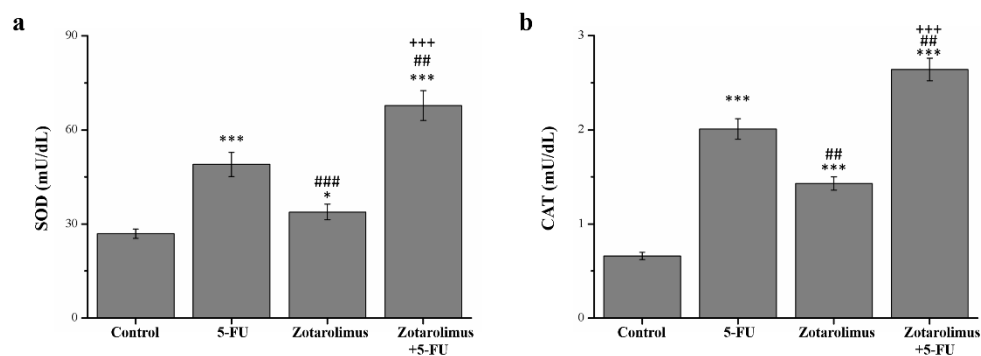 a
90
60
30
0
SOD (mU/dL)
***
###
*
+++
##
***
Control
5-FU
Zotarolimus
Zotarolimus
+5-FU
b
3
2
1
0
CAT (mU/dL)
***
##
***
+++
##
***
Control
5-FU
Zotarolimus
Zotarolimus
+5-FU